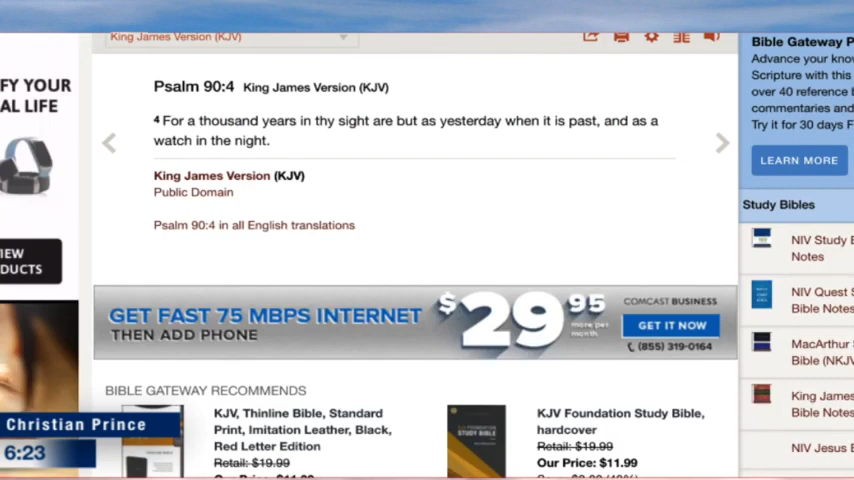 King James Version (KJV)
FY YOUR
AL LIFE
IEW
DUCTS
Psalm 90:4 King James Version (KJV)
4 For a thousand years in thy sight are but as yesterday when it is past, and as a
watch in the night.
King James Version (KJV)
Public Domain
Psalm 90:4 in all English translations
GET FAST 75 MBPS INTERNET
THEN ADD PHONE
$29.95
more per
month
COMCAST BUSINESS
GET IT NOW
(855) 319-0164
BIBLE GATEWAY RECOMMENDS
KJV, Thinline Bible, Standard
Print, Imitation Leather, Black,
Red Letter Edition
Retail: $19.99
KJV Foundation Study Bible,
hardcover
Retail: $19.99
Our Price: $11.99
Bible Gateway P
Advance your know
Scripture with this
over 40 reference b
commentaries and
Try it for 30 days F
LEARN MORE
Study Bibles
NIV Study B
Notes
NIV Quest S
Bible Notes
MacArthur S
Bible (NKJV
King James
Bible Notes
NIV Jesus B
Christian Prince
6:23